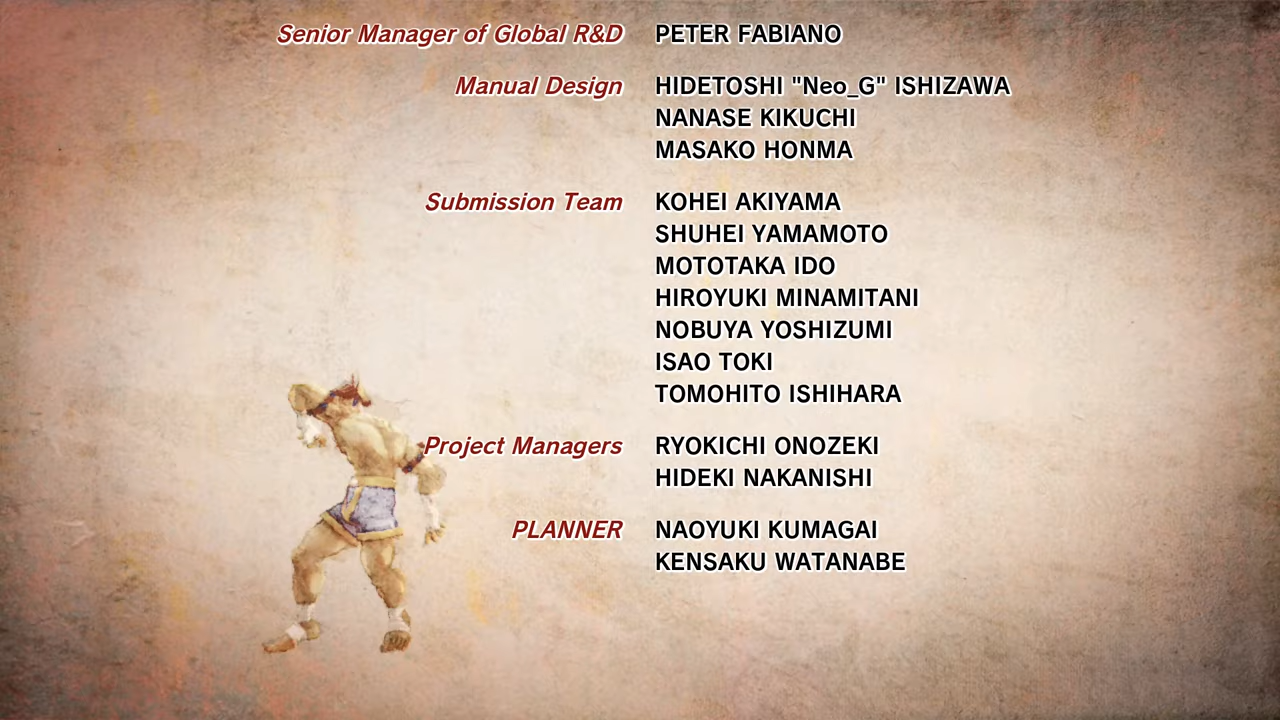 Senior Manager of Global R&D PETER FABIANO
Manual Design HIDETOSHI "Neo_G" ISHIZAWA
NANASE KIKUCHI
MASAKO HONMA
Submission Team KOHEI AKIYAMA
SHUHEI YAMAMOTO
MOTOTAKA IDO
HIROYUKI MINAMITANI
NOBUYA YOSHIZUMI
ISAO TOKI
TOMOHITO ISHIHARA
Project Managers RYOKICHI ONOZEKI
HIDEKI NAKANISHI
PLANNER NAOYUKI KUMAGAI
KENSAKU WATANABE